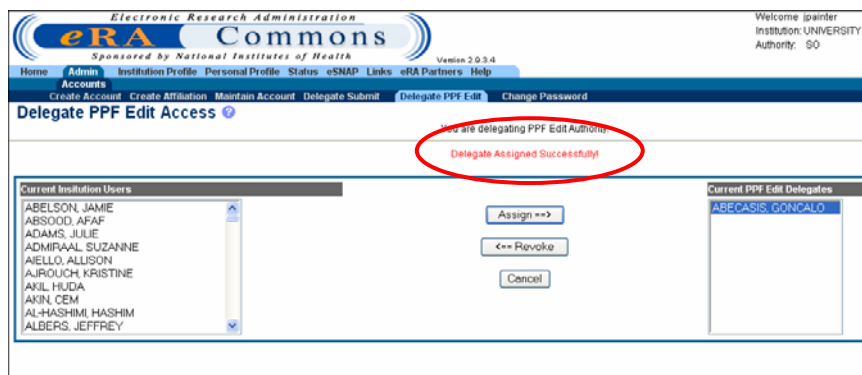 Electronic Research Administration
eRA Commons
Sponsored by National Institutes of Health
Version 2.9.3.4
Welcome jpainter
Institution: UNIVERSITY
Authority: SO
Home Admin Institution Profile Personal Profile Status eSNAP Links eRA Partners Help
Accounts
Create Account Create Affiliation Maintain Account Delegate Submit Delegate PPF Edit Change Password
Delegate PPF Edit Access ?
You are delegating PPF Edit Authority.
Delegate Assigned Successfully!
Current Insitution Users
Current PPF Edit Delegates
ABELSON, JAMIE
ABSOOD, AFAF
ADAMS, JULIE
ADMIRAAL, SUZANNE
AIELLO, ALLISON
AJROUCH, KRISTINE
AKIL, HUDA
AKIN, CEM
AL-HASHIMI, HASHIM
ALBERS, JEFFREY
Assign ==>
<== Revoke
Cancel
ABECASIS, GONCALO